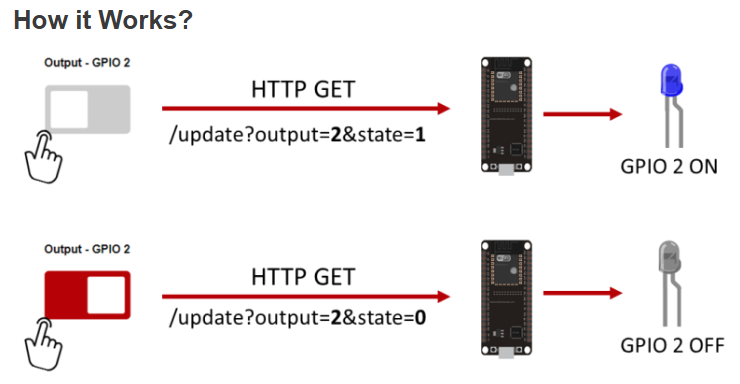 How it Works?
Output - GPIO 2
HTTP GET
/update?output=2&state=1
GPIO 2 ON
Output - GPIO 2
HTTP GET
/update?output=2&state=0
GPIO 2 OFF